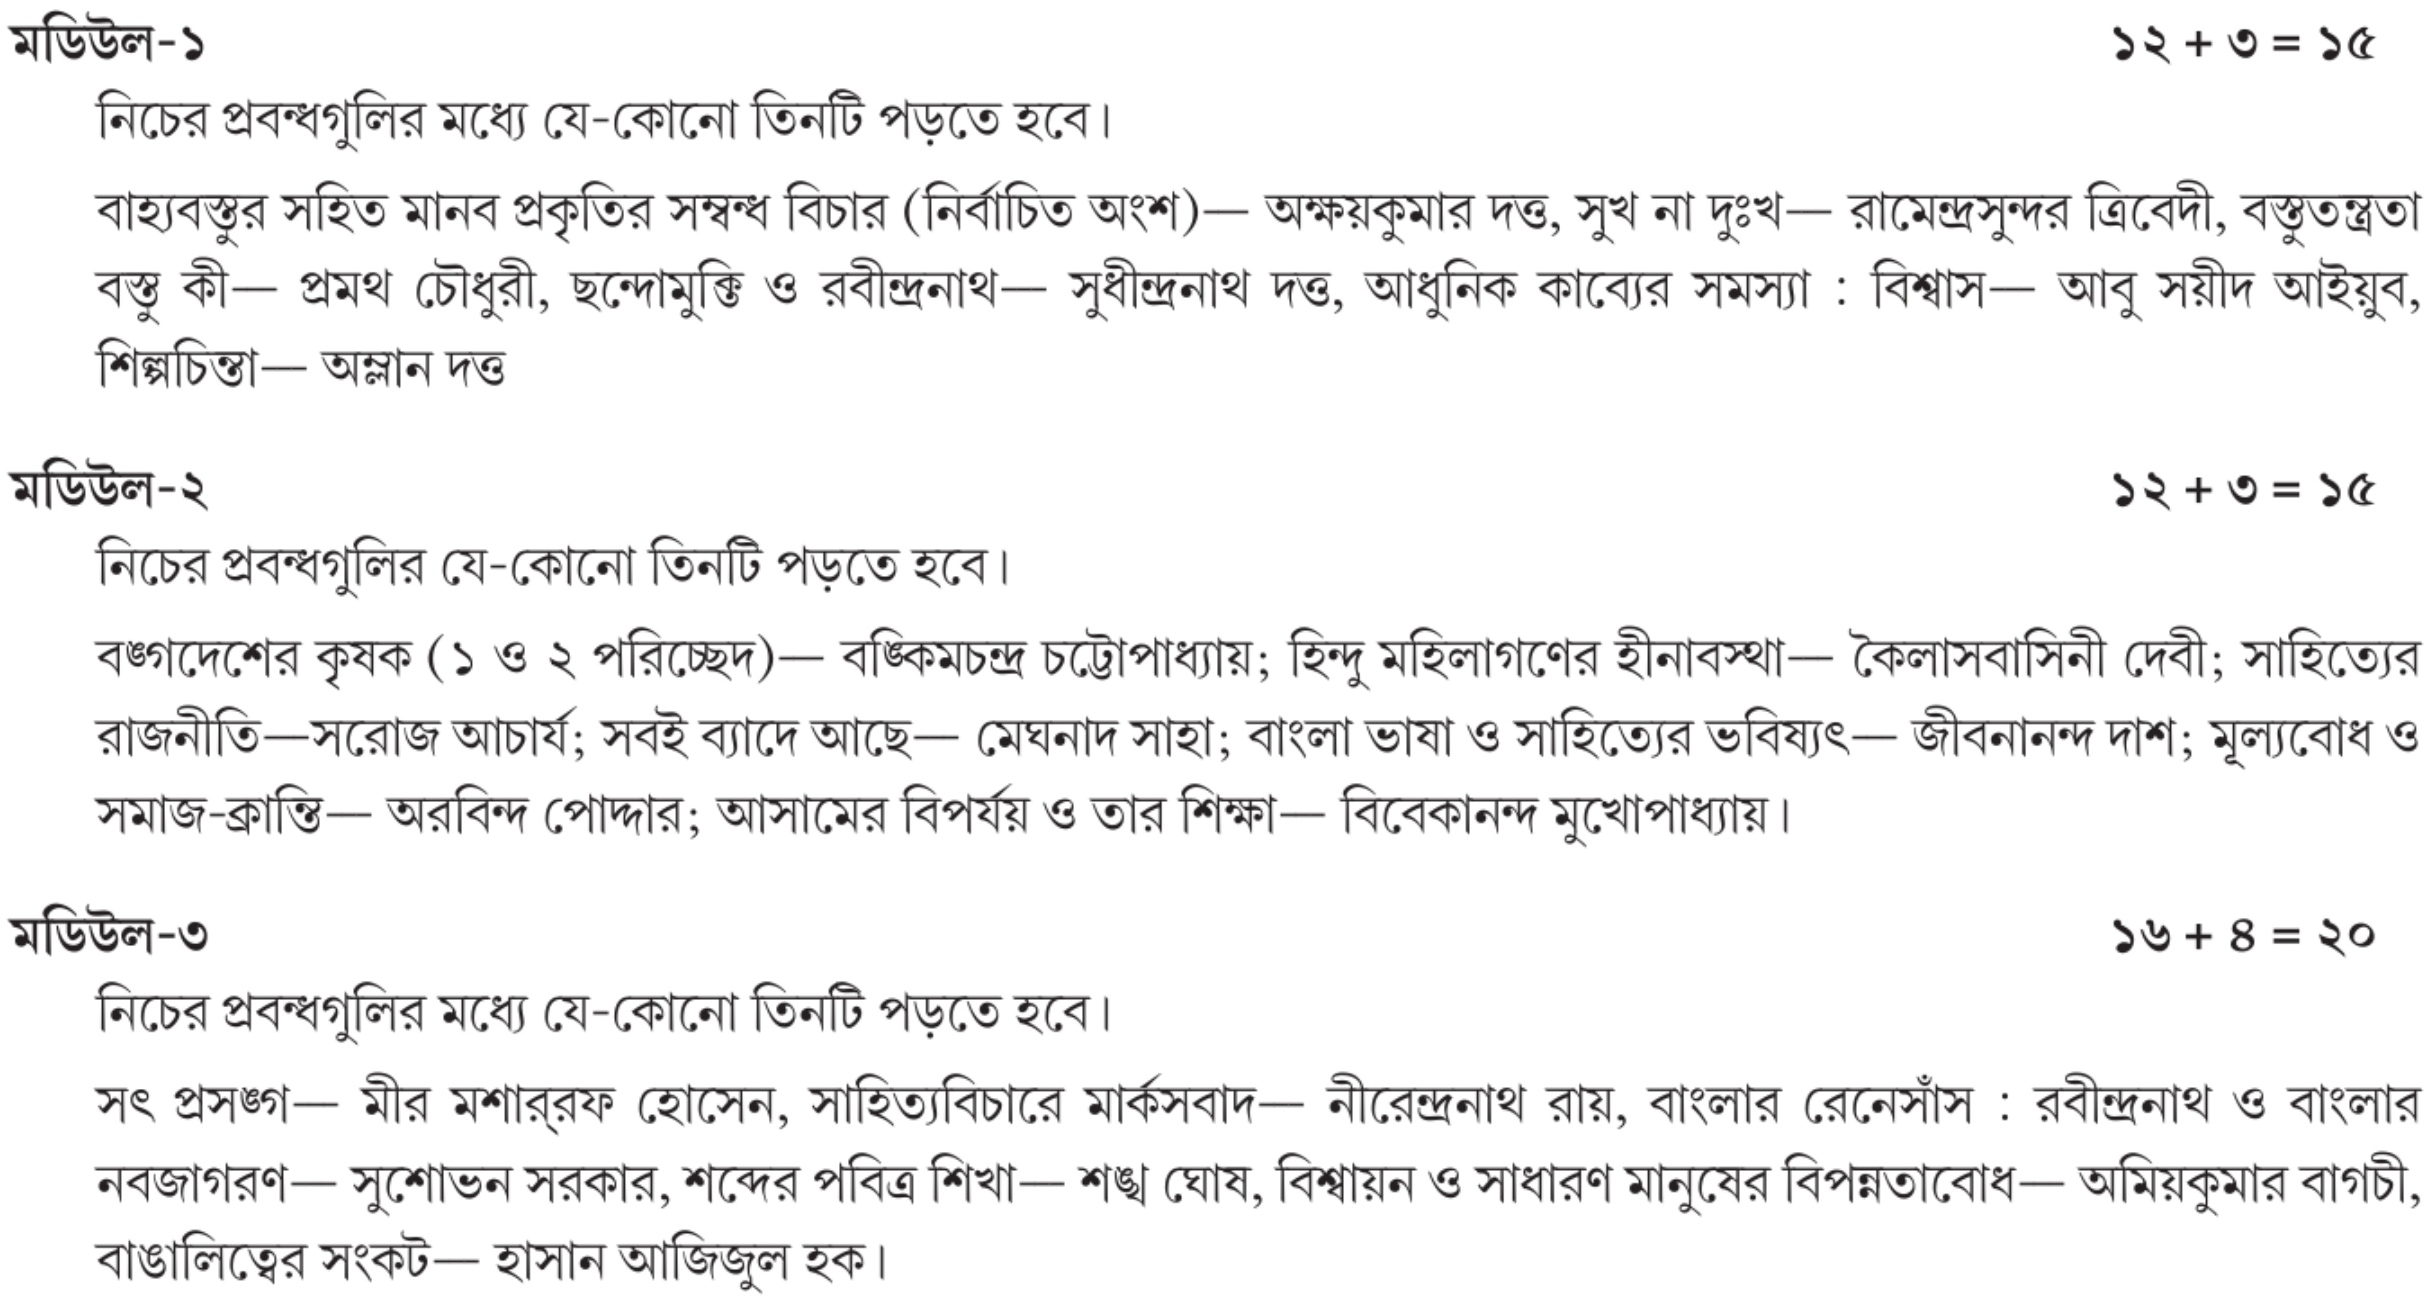 মডিউল-১ ১২ + ৩ = ১৫
নিচের প্রবন্ধগুলির মধ্যে যে-কোনো তিনটি পড়তে হবে।
বাহ্যবস্তুর সহিত মানব প্রকৃতির সম্বন্ধ বিচার (নির্বাচিত অংশ)— অক্ষয়কুমার দত্ত, সুখ না দুঃখ— রামেন্দ্রসুন্দর ত্রিবেদী, বস্তুতন্ত্রতা
বস্তু কী— প্রমথ চৌধুরী, ছন্দোমুক্তি ও রবীন্দ্রনাথ— সুধীন্দ্রনাথ দত্ত, আধুনিক কাব্যের সমস্যা : বিশ্বাস— আবু সয়ীদ আইয়ুব,
শিল্পচিন্তা— অম্লান দত্ত
মডিউল-২ ১২ + ৩ = ১৫
নিচের প্রবন্ধগুলির যে-কোনো তিনটি পড়তে হবে।
বঙ্গদেশের কৃষক (১ ও ২ পরিচ্ছেদ)— বঙ্কিমচন্দ্র চট্টোপাধ্যায়; হিন্দু মহিলাগণের হীনাবস্থা— কৈলাসবাসিনী দেবী; সাহিত্যের
রাজনীতি—সরোজ আচার্য; সবই ব্যাদে আছে— মেঘনাদ সাহা; বাংলা ভাষা ও সাহিত্যের ভবিষ্যৎ— জীবনানন্দ দাশ; মূল্যবোধ ও
সমাজ-ক্রান্তি— অরবিন্দ পোদ্দার; আসামের বিপর্যয় ও তার শিক্ষা— বিবেকানন্দ মুখোপাধ্যায়।
মডিউল-৩ ১৬ + ৪ = ২০
নিচের প্রবন্ধগুলির মধ্যে যে-কোনো তিনটি পড়তে হবে।
সৎ প্রসঙ্গ— মীর মশার্‌রফ হোসেন, সাহিত্যবিচারে মার্কসবাদ— নীরেন্দ্রনাথ রায়, বাংলার রেনেসাঁস : রবীন্দ্রনাথ ও বাংলার
নবজাগরণ— সুশোভন সরকার, শব্দের পবিত্র শিখা— শঙ্খ ঘোষ, বিশ্বায়ন ও সাধারণ মানুষের বিপন্নতাবোধ— অমিয়কুমার বাগচী,
বাঙালিত্বের সংকট— হাসান আজিজুল হক।